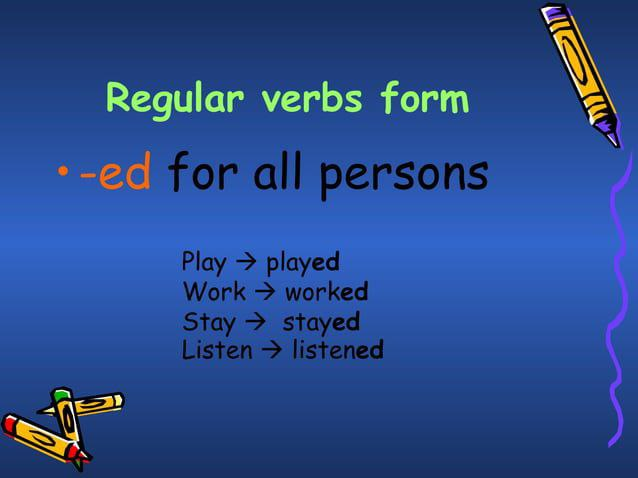 Regular verbs form
• -ed for all persons
Play → played
Work → worked
Stay → stayed
Listen → listened